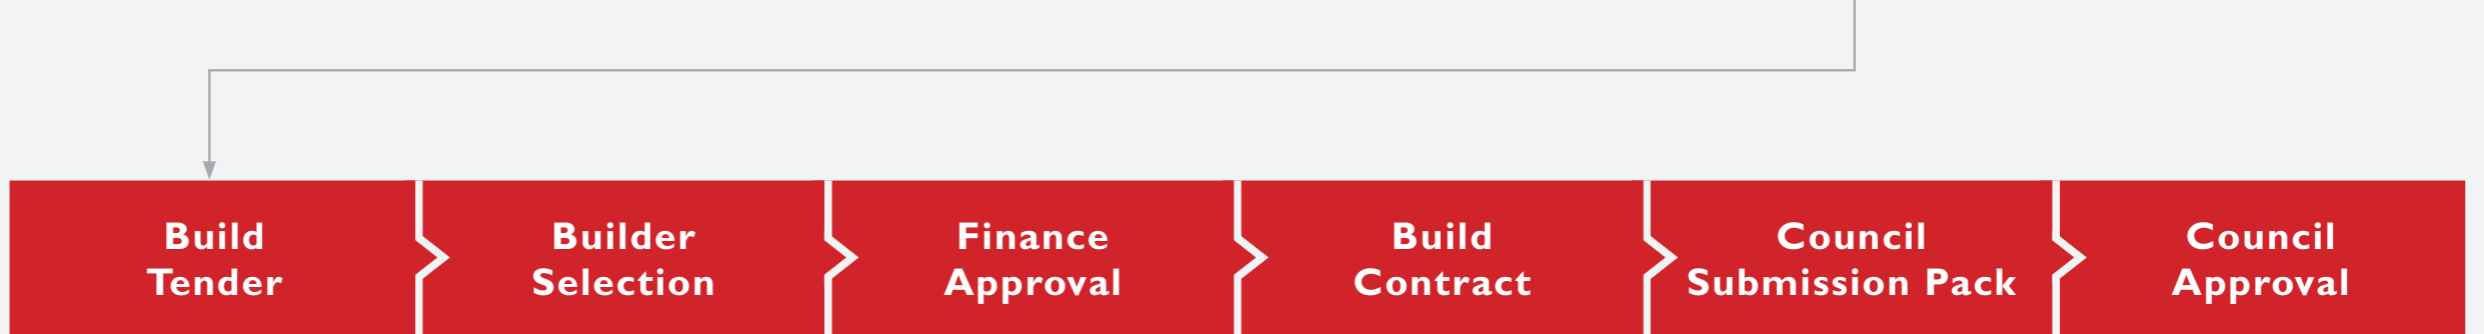 Build
Tender
Builder
Selection
Finance
Approval
Build
Contract
Council
Submission Pack
Council
Approval